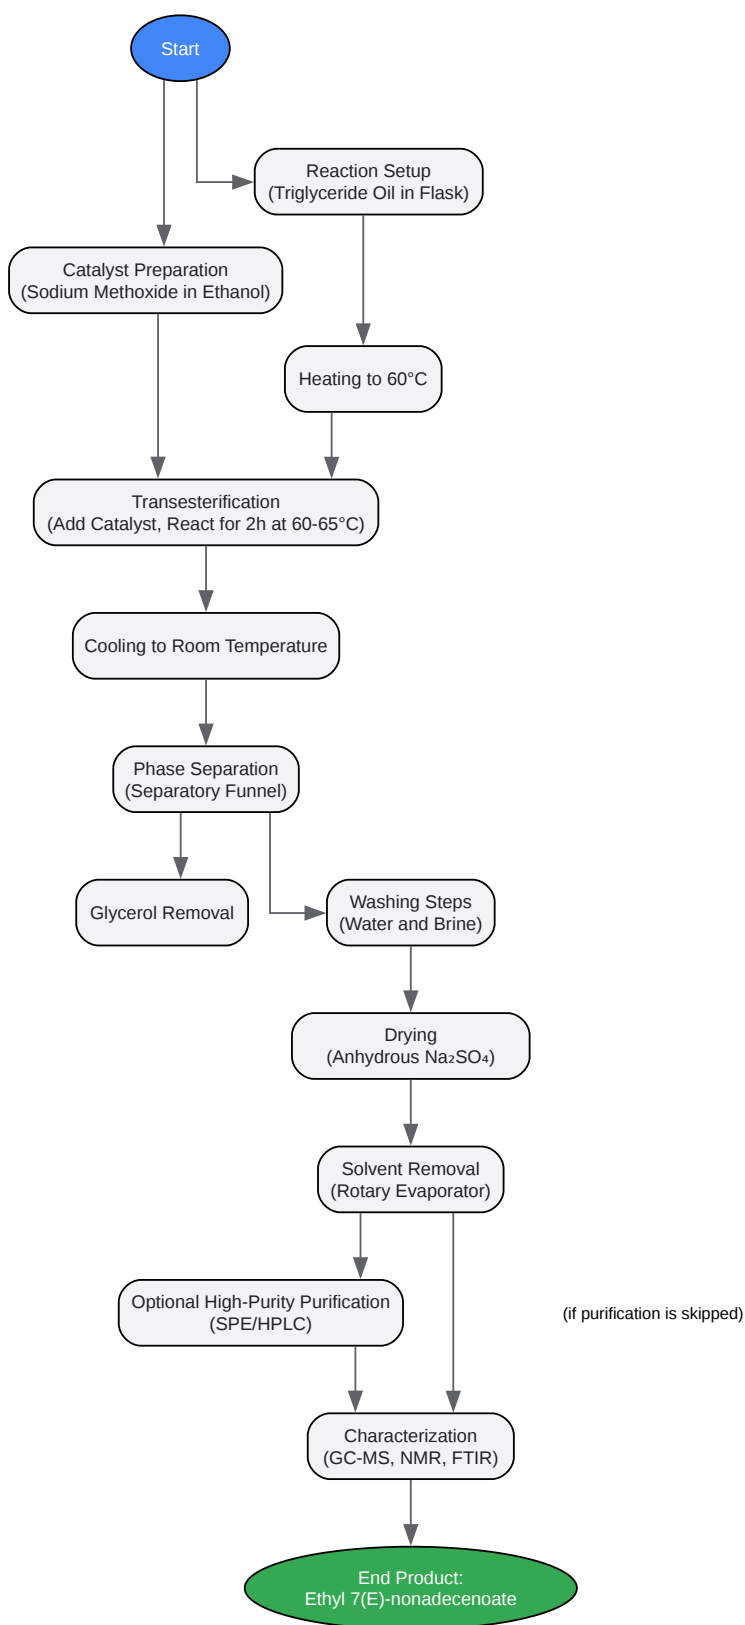 Start
Reaction Setup
(Triglyceride Oil in Flask)
Catalyst Preparation
(Sodium Methoxide in Ethanol)
Heating to 60°C
Transesterification
(Add Catalyst, React for 2h at 60-65°C)
Cooling to Room Temperature
Phase Separation
(Separatory Funnel)
Glycerol Removal
Washing Steps
(Water and Brine)
Drying
(Anhydrous Na₂SO₄)
Solvent Removal
(Rotary Evaporator)
Optional High-Purity Purification
(SPE/HPLC)
(if purification is skipped)
Characterization
(GC-MS, NMR, FTIR)
End Product:
Ethyl 7(E)-nonadecenoate